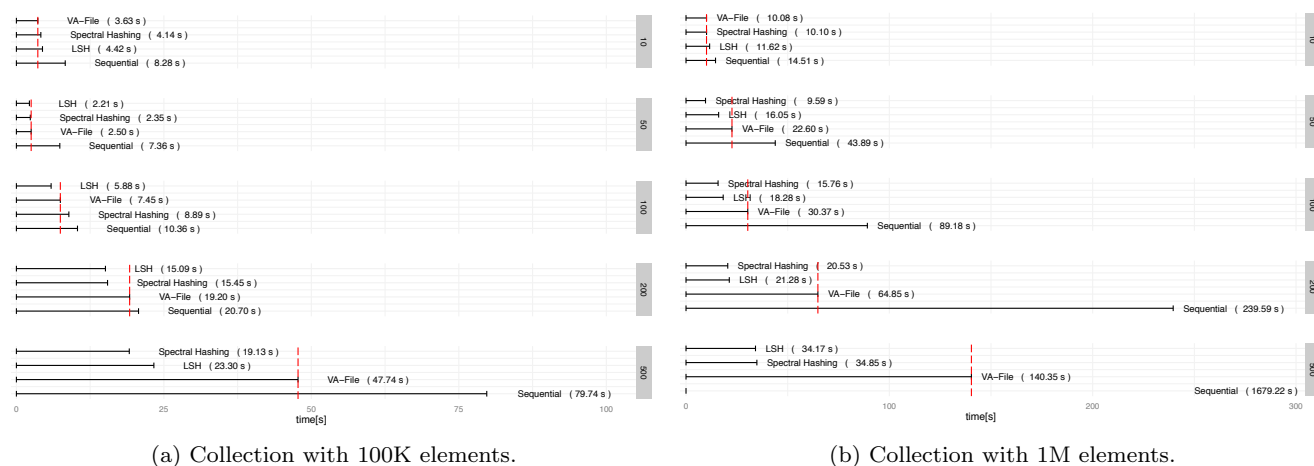 VA-File ( 3.63 s )
Spectral Hashing ( 4.14 s )
LSH ( 4.42 s )
Sequential ( 8.28 s )
10
LSH ( 2.21 s )
Spectral Hashing ( 2.35 s )
VA-File ( 2.50 s )
Sequential ( 7.36 s )
50
LSH ( 5.88 s )
VA-File ( 7.45 s )
Spectral Hashing ( 8.89 s )
Sequential ( 10.36 s )
100
LSH ( 15.09 s )
Spectral Hashing ( 15.45 s )
VA-File ( 19.20 s )
Sequential ( 20.70 s )
200
Spectral Hashing ( 19.13 s )
LSH ( 23.30 s )
VA-File ( 47.74 s )
Sequential ( 79.74 s )
500
0 25 50 75 100
time[s]
(a) Collection with 100K elements.
VA-File ( 10.08 s )
Spectral Hashing ( 10.10 s )
LSH ( 11.62 s )
Sequential ( 14.51 s )
10
Spectral Hashing ( 9.59 s )
LSH ( 16.05 s )
VA-File ( 22.60 s )
Sequential ( 43.89 s )
50
Spectral Hashing ( 15.76 s )
LSH ( 18.28 s )
VA-File ( 30.37 s )
Sequential ( 89.18 s )
100
Spectral Hashing ( 20.53 s )
LSH ( 21.28 s )
VA-File ( 64.85 s )
Sequential ( 239.59 s )
200
LSH ( 34.17 s )
Spectral Hashing ( 34.85 s )
VA-File ( 140.35 s )
Sequential ( 1679.22 s )
500
0 100 200 300
time[s]
(b) Collection with 1M elements.